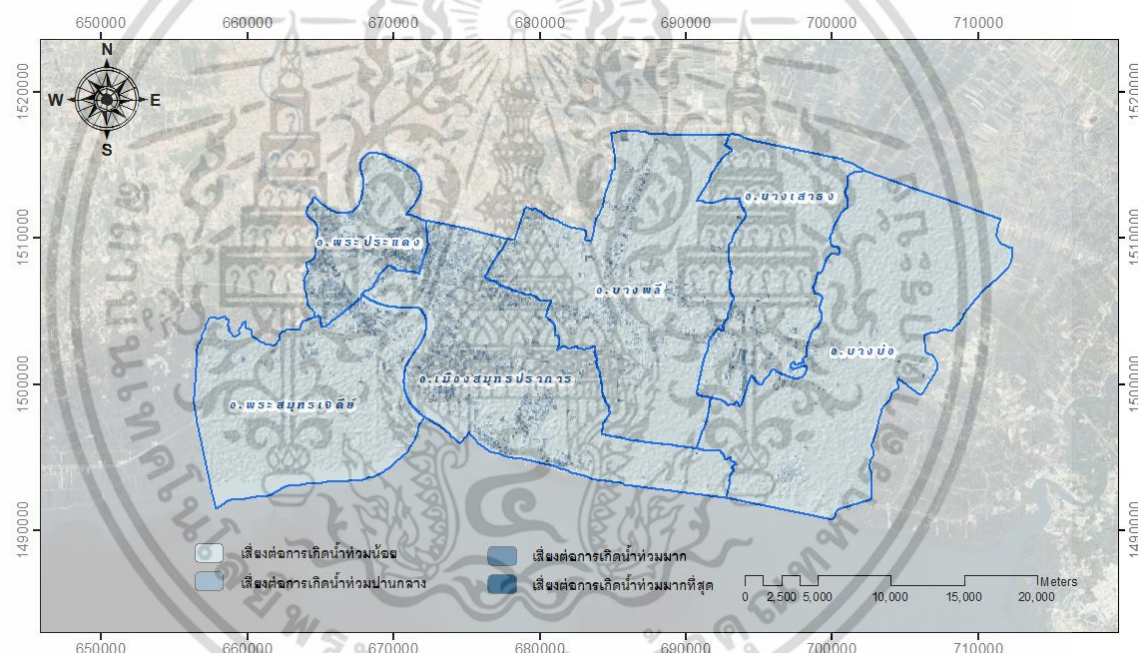 650000 660000 670000 680000 690000 700000 710000
N
W E
S
1520000 1520000
1510000 1510000
1500000 1500000
1490000 1490000
อ.บางเสาธง
อ.พระประแดง
อ.บางพลี
อ.บางบ่อ
อ.เมืองสมุทรปราการ
อ.พระสมุทรเจดีย์
เสี่ยงต่อการเกิดน้ำท่วมน้อย
เสี่ยงต่อการเกิดน้ำท่วมปานกลาง
เสี่ยงต่อการเกิดน้ำท่วมมาก
เสี่ยงต่อการเกิดน้ำท่วมมากที่สุด
Meters
0 2,500 5,000 10,000 15,000 20,000
650000 660000 670000 680000 690000 700000 710000